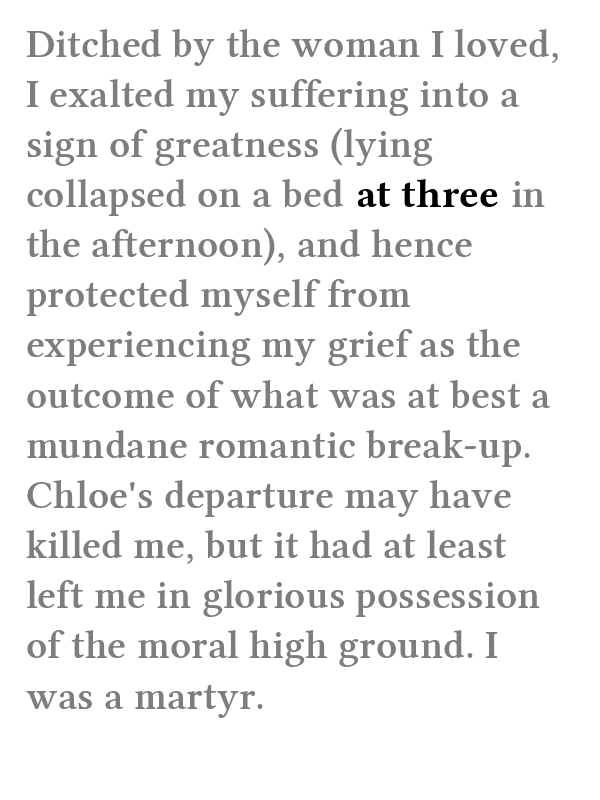 Ditched by the woman I loved,
I exalted my suffering into a
sign of greatness (lying
collapsed on a bed at three in
the afternoon), and hence
protected myself from
experiencing my grief as the
outcome of what was at best a
mundane romantic break-up.
Chloe's departure may have
killed me, but it had at least
left me in glorious possession
of the moral high ground. I
was a martyr.